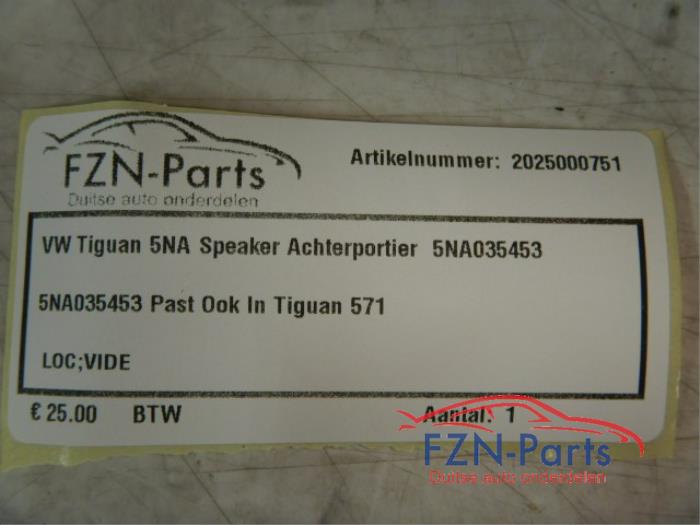 FZN-Parts
Duitse auto onderdelen
Artikelnummer: 2025000751
VW Tiguan 5NA Speaker Achterportier 5NA035453
5NA035453 Past Ook In Tiguan 571
LOC;VIDE
€ 25.00 BTW Aantal: 1
FZN-Parts
Duitse auto onderdelen